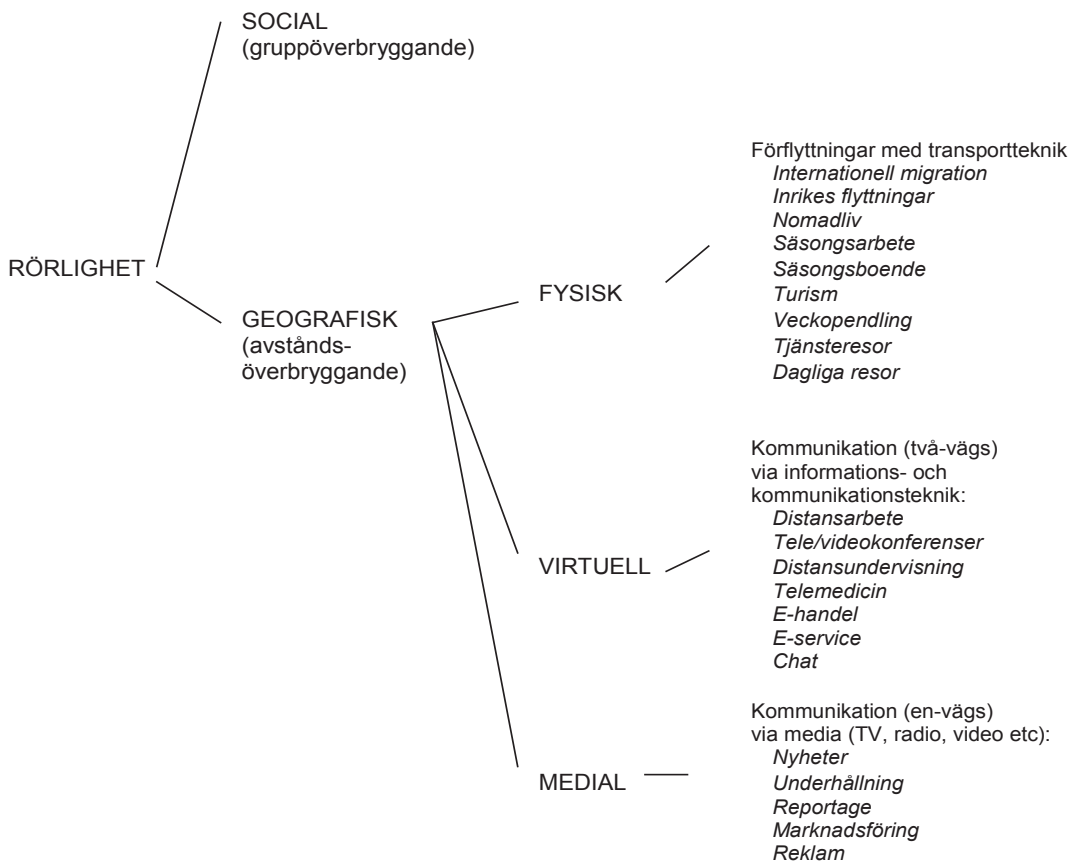 SOCIAL
(gruppöverbryggande)
RÖRLIGHET
GEOGRAFISK
(avstånds-
överbryggande)
FYSISK
Förflyttningar med transportteknik
Internationell migration
Inrikes flyttningar
Nomadliv
Säsongsarbete
Säsongsboende
Turism
Veckopendling
Tjänsteresor
Dagliga resor
VIRTUELL
Kommunikation (två-vägs)
via informations- och
kommunikationsteknik:
Distansarbete
Tele/videokonferenser
Distansundervisning
Telemedicin
E-handel
E-service
Chat
MEDIAL
Kommunikation (en-vägs)
via media (TV, radio, video etc):
Nyheter
Underhållning
Reportage
Marknadsföring
Reklam